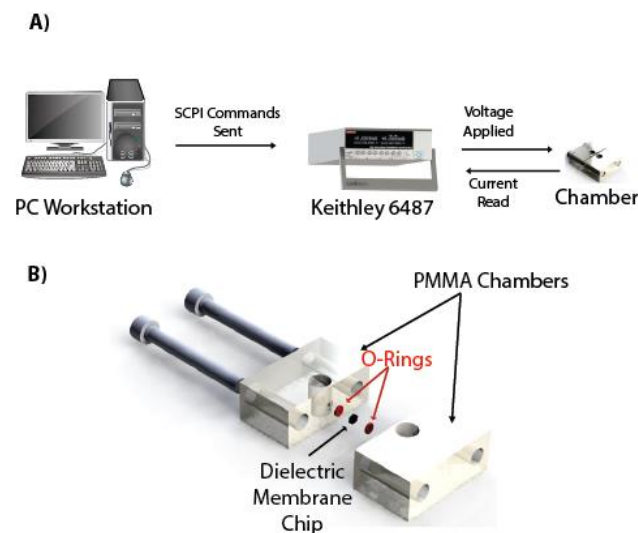 A)
SCPI Commands
Sent
Voltage
Applied
Current
Read
PC Workstation
Keithley 6487
Chamber
B)
PMMA Chambers
O-Rings
Dielectric
Membrane
Chip